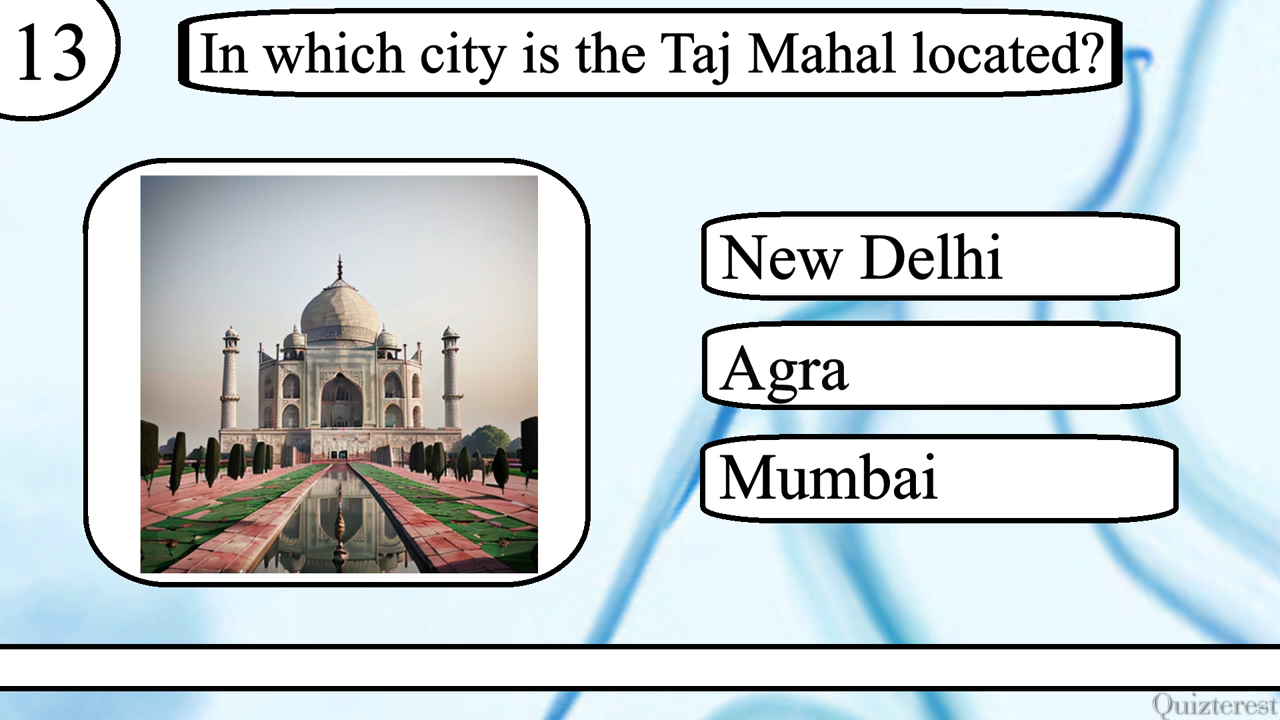 13
In which city is the Taj Mahal located?
New Delhi
Agra
Mumbai
Quizterest